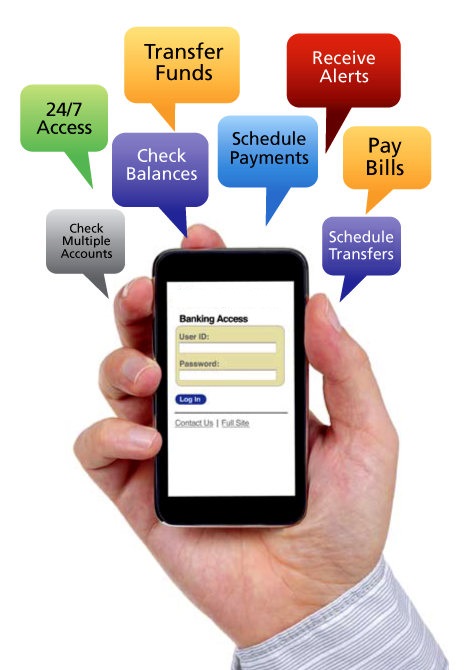 Transfer
Funds
Receive
Alerts
24/7
Access
Check
Balances
Schedule
Payments
Pay
Bills
Check
Multiple
Accounts
Schedule
Transfers
Banking Access
User ID:
Password:
Log In
Contact Us | Full Site